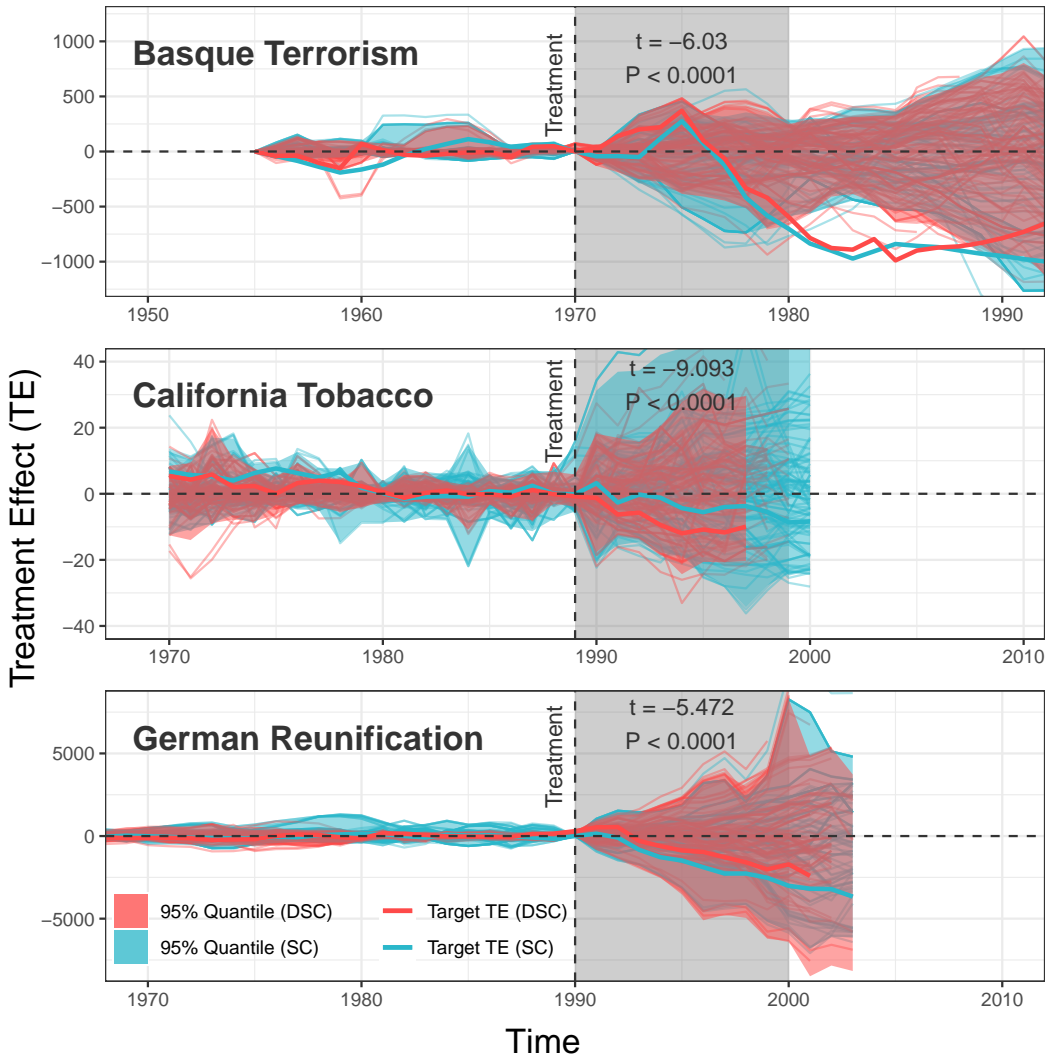 Treatment Effect (TE)
Basque Terrorism
Treatment
t = −6.03
P < 0.0001
1000
500
0
−500
−1000
1950
1960
1970
1980
1990
California Tobacco
Treatment
t = −9.093
P < 0.0001
40
20
0
−20
−40
1970
1980
1990
2000
2010
German Reunification
Treatment
t = −5.472
P < 0.0001
5000
0
−5000
95% Quantile (DSC)
Target TE (DSC)
95% Quantile (SC)
Target TE (SC)
1970
1980
1990
2000
2010
Time